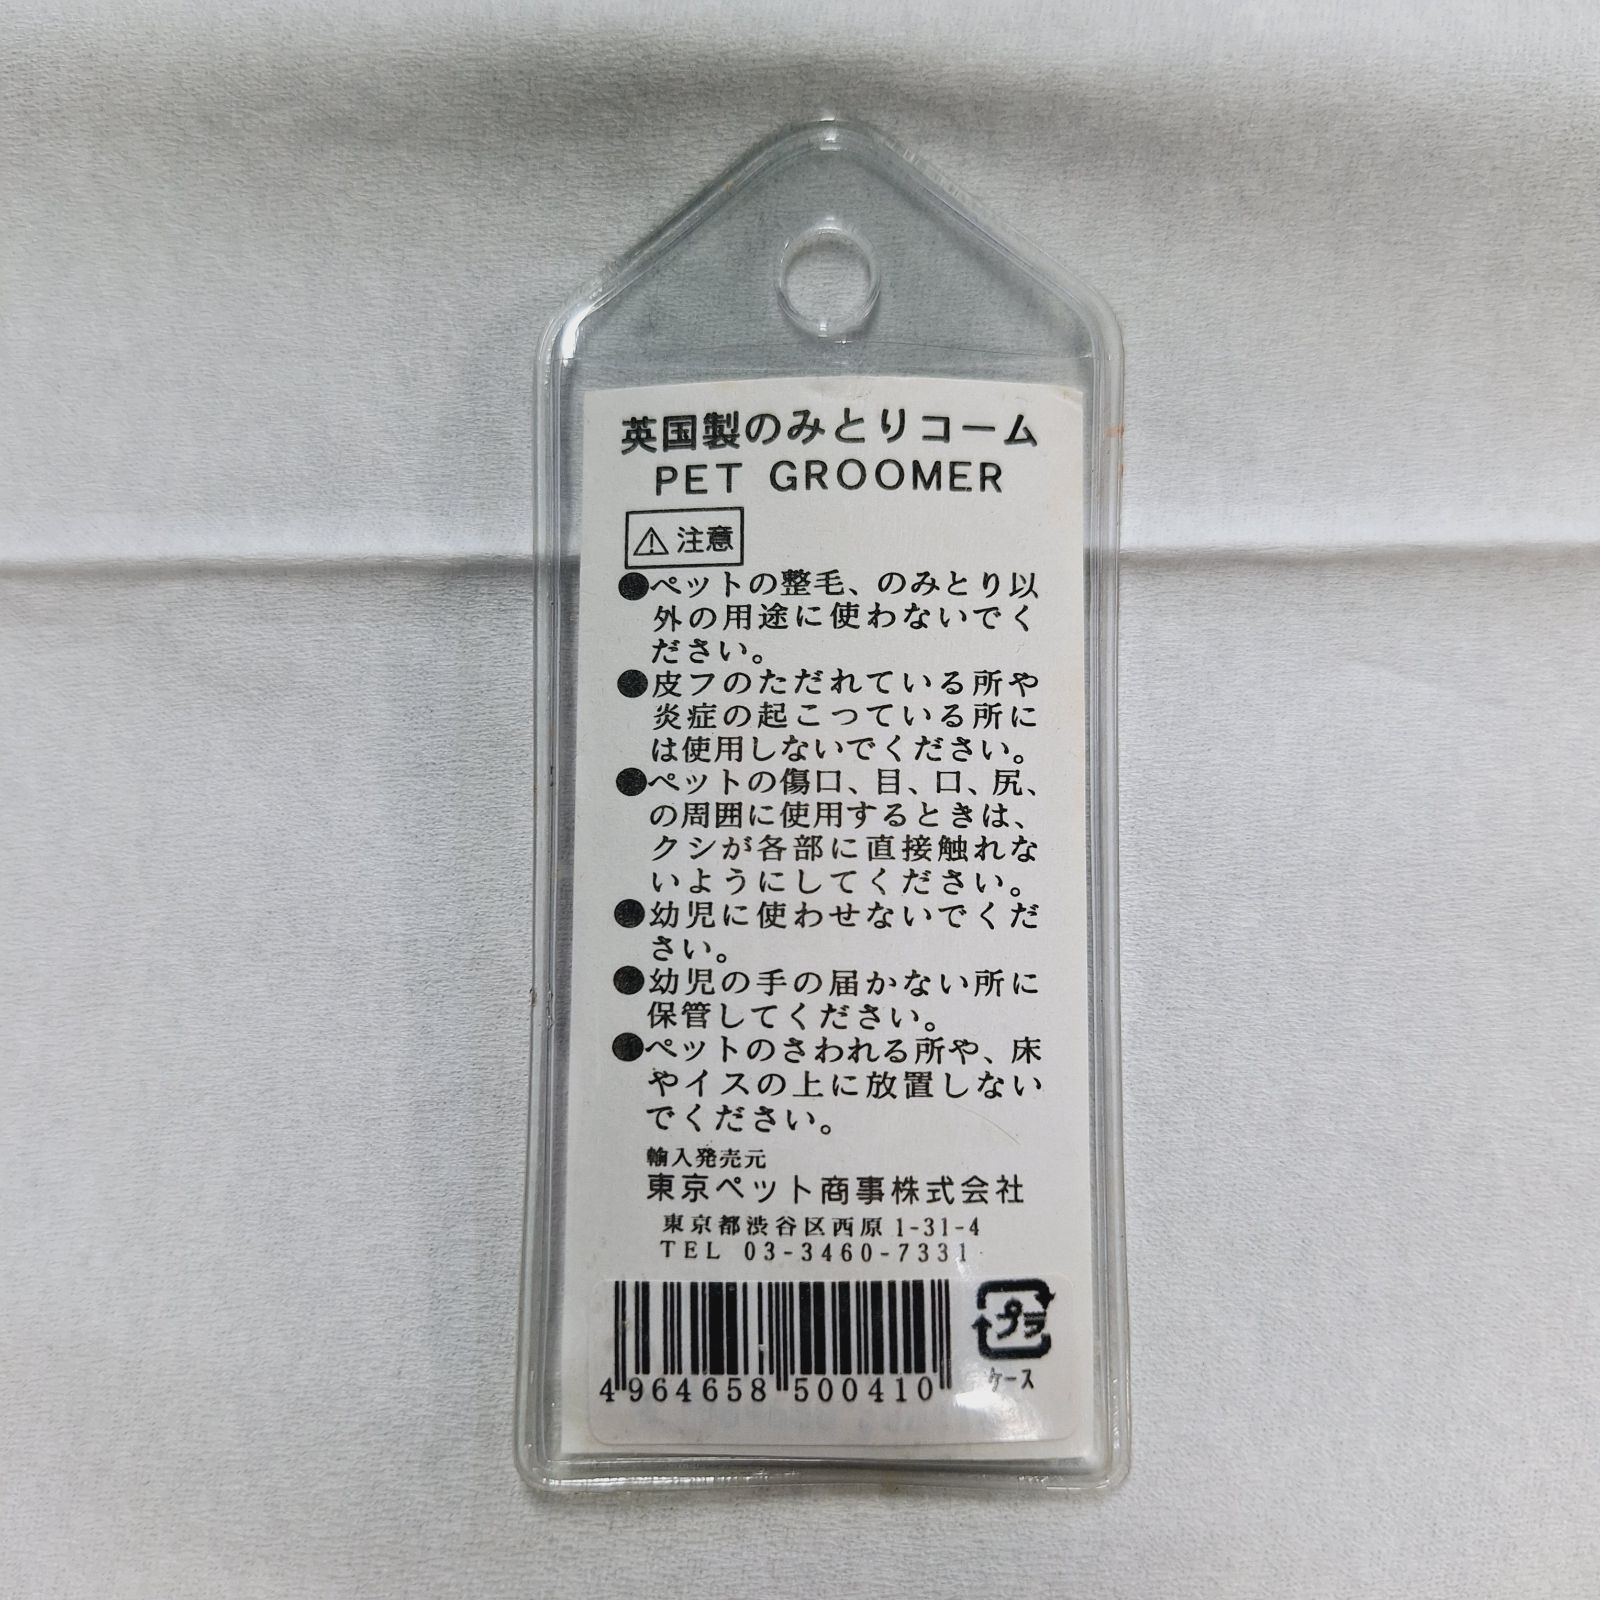 英国製のみとりコーム
PET GROOMER
⚠注意
●ペットの整毛、のみとり以
外の用途に使わないでく
ださい。
●皮フのただれている所や
炎症の起こっている所に
は使用しないでください。
●ペットの傷口、目、口、尻、
の周囲に使用するときは、
クシが各部に直接触れな
いようにしてください。
●幼児に使わせないでくだ
さい。
●幼児の手の届かない所に
保管してください。
●ペットのさわれる所や、床
やイスの上に放置しない
でください。
輸入発売元
東京ペット商事株式会社
東京都渋谷区西原1-31-4
TEL 03-3460-7331
4964658500410
プラ
ケース